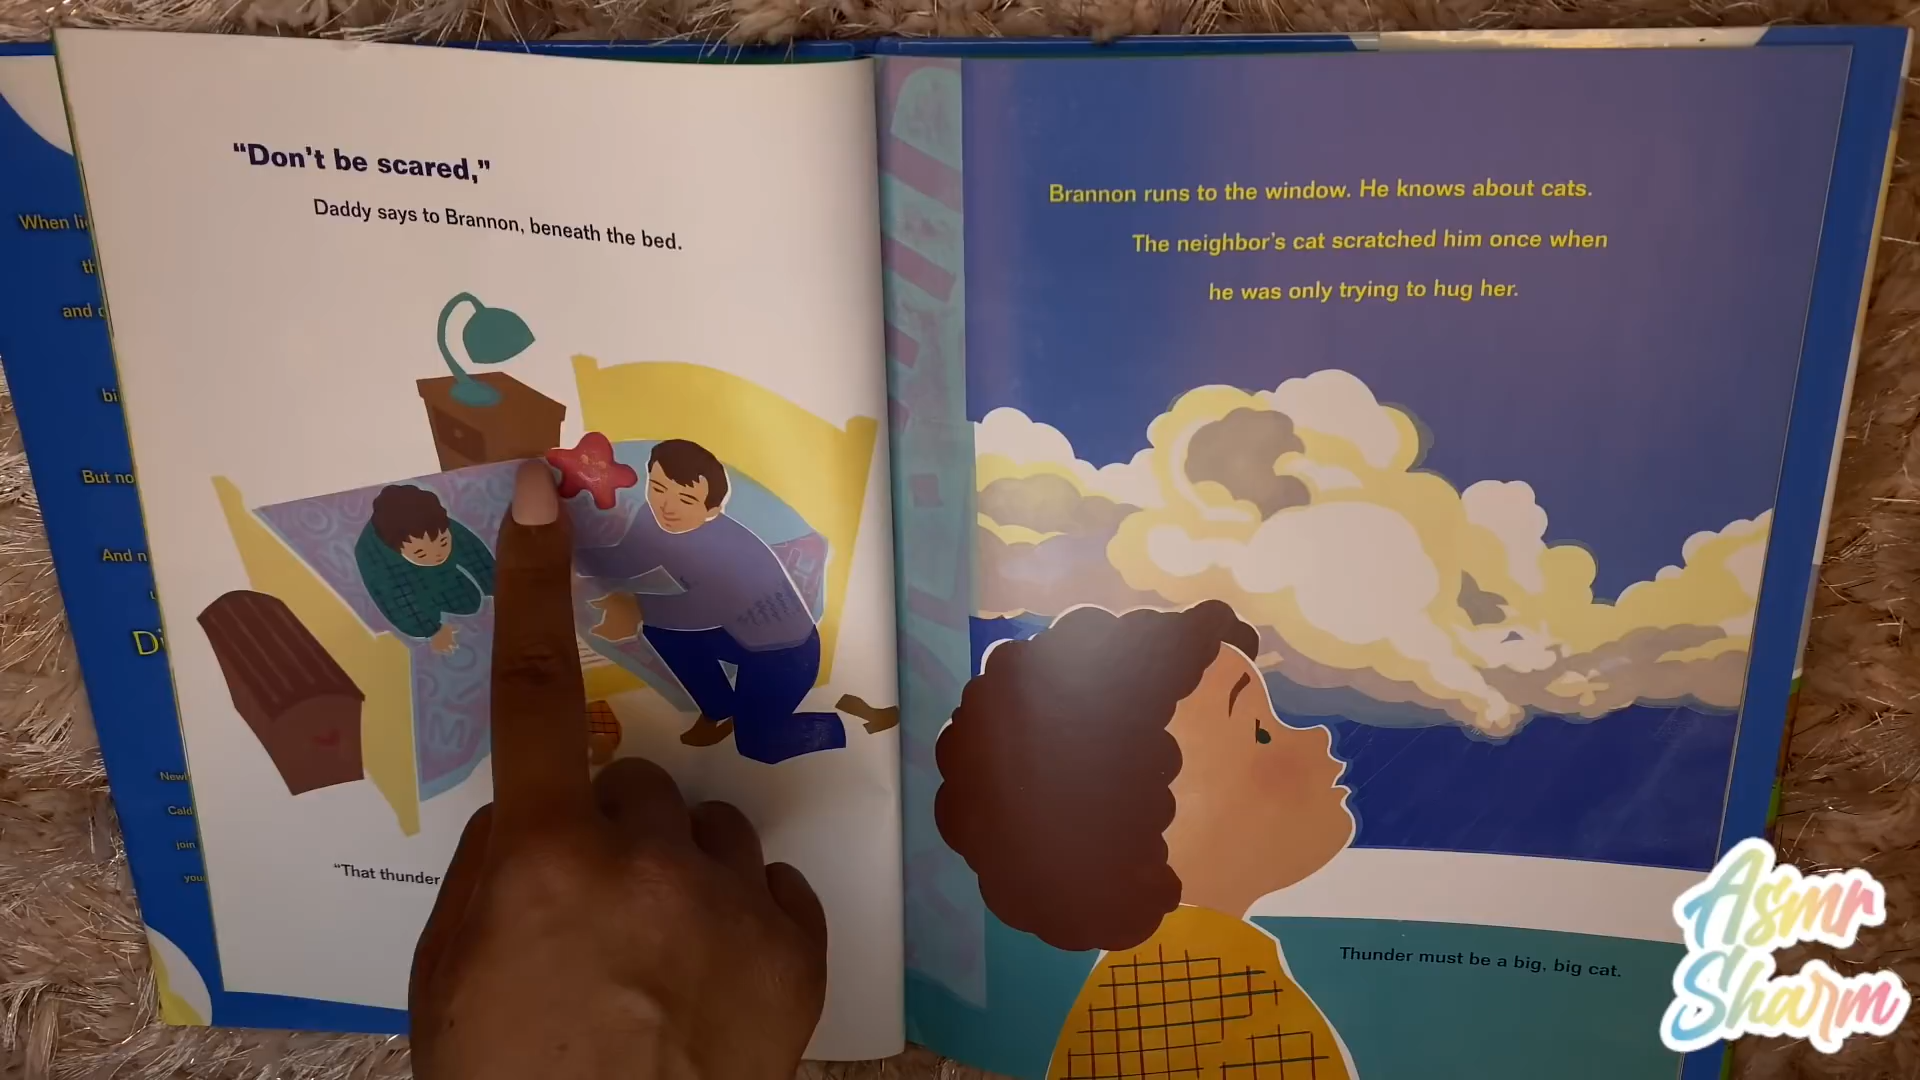 When
and
But no
And n
"Don't be scared,"
Daddy says to Brannon, beneath the bed.
"That thunder
Brannon runs to the window. He knows about cats.
The neighbor's cat scratched him once when
he was only trying to hug her.
Thunder must be a big, big cat.
Asmr
Sharm